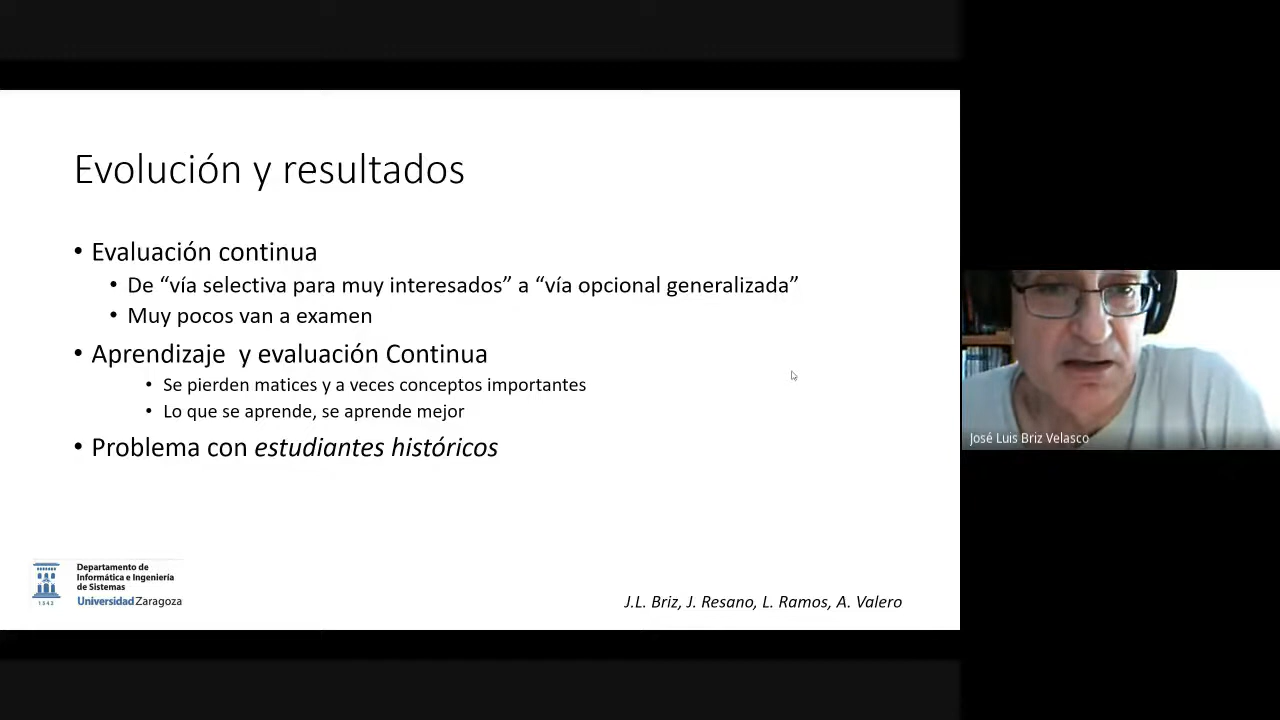 Evolución y resultados
• Evaluación continua
• De “vía selectiva para muy interesados” a “vía opcional generalizada”
• Muy pocos van a examen
• Aprendizaje  y evaluación Continua
• Se pierden matices y a veces conceptos importantes
• Lo que se aprende, se aprende mejor
• Problema con estudiantes históricos
José Luis Briz Velasco
Departamento de
Informática e Ingeniería
de Sistemas
1542
Universidad Zaragoza
J.L. Briz, J. Resano, L. Ramos, A. Valero